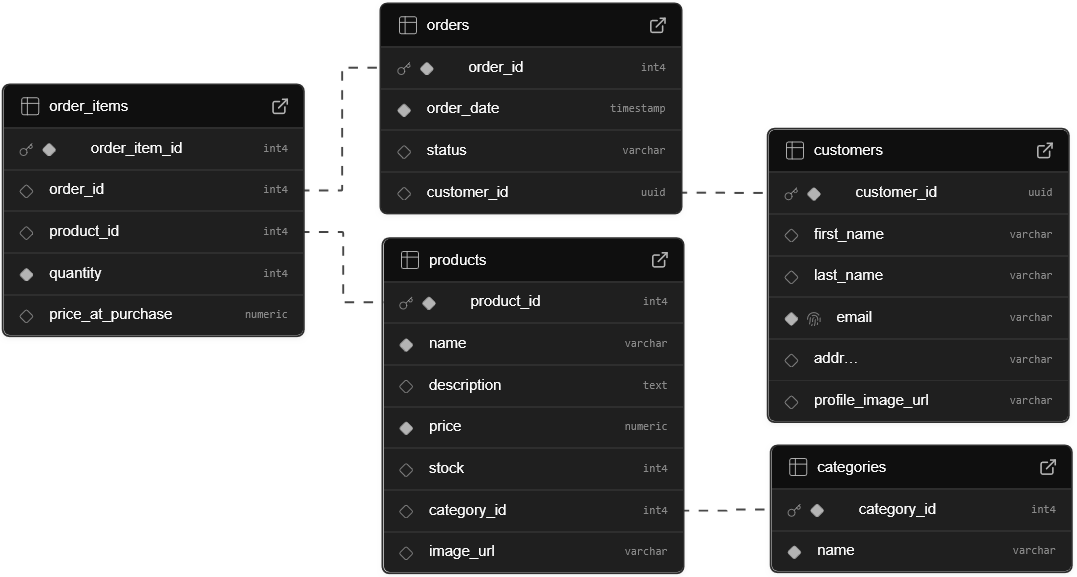 order_items
order_item_id int4
order_id int4
product_id int4
quantity int4
price_at_purchase numeric
orders
order_id int4
order_date timestamp
status varchar
customer_id uuid
products
product_id int4
name varchar
description text
price numeric
stock int4
category_id int4
image_url varchar
customers
customer_id uuid
first_name varchar
last_name varchar
email varchar
addr… varchar
profile_image_url varchar
categories
category_id int4
name varchar